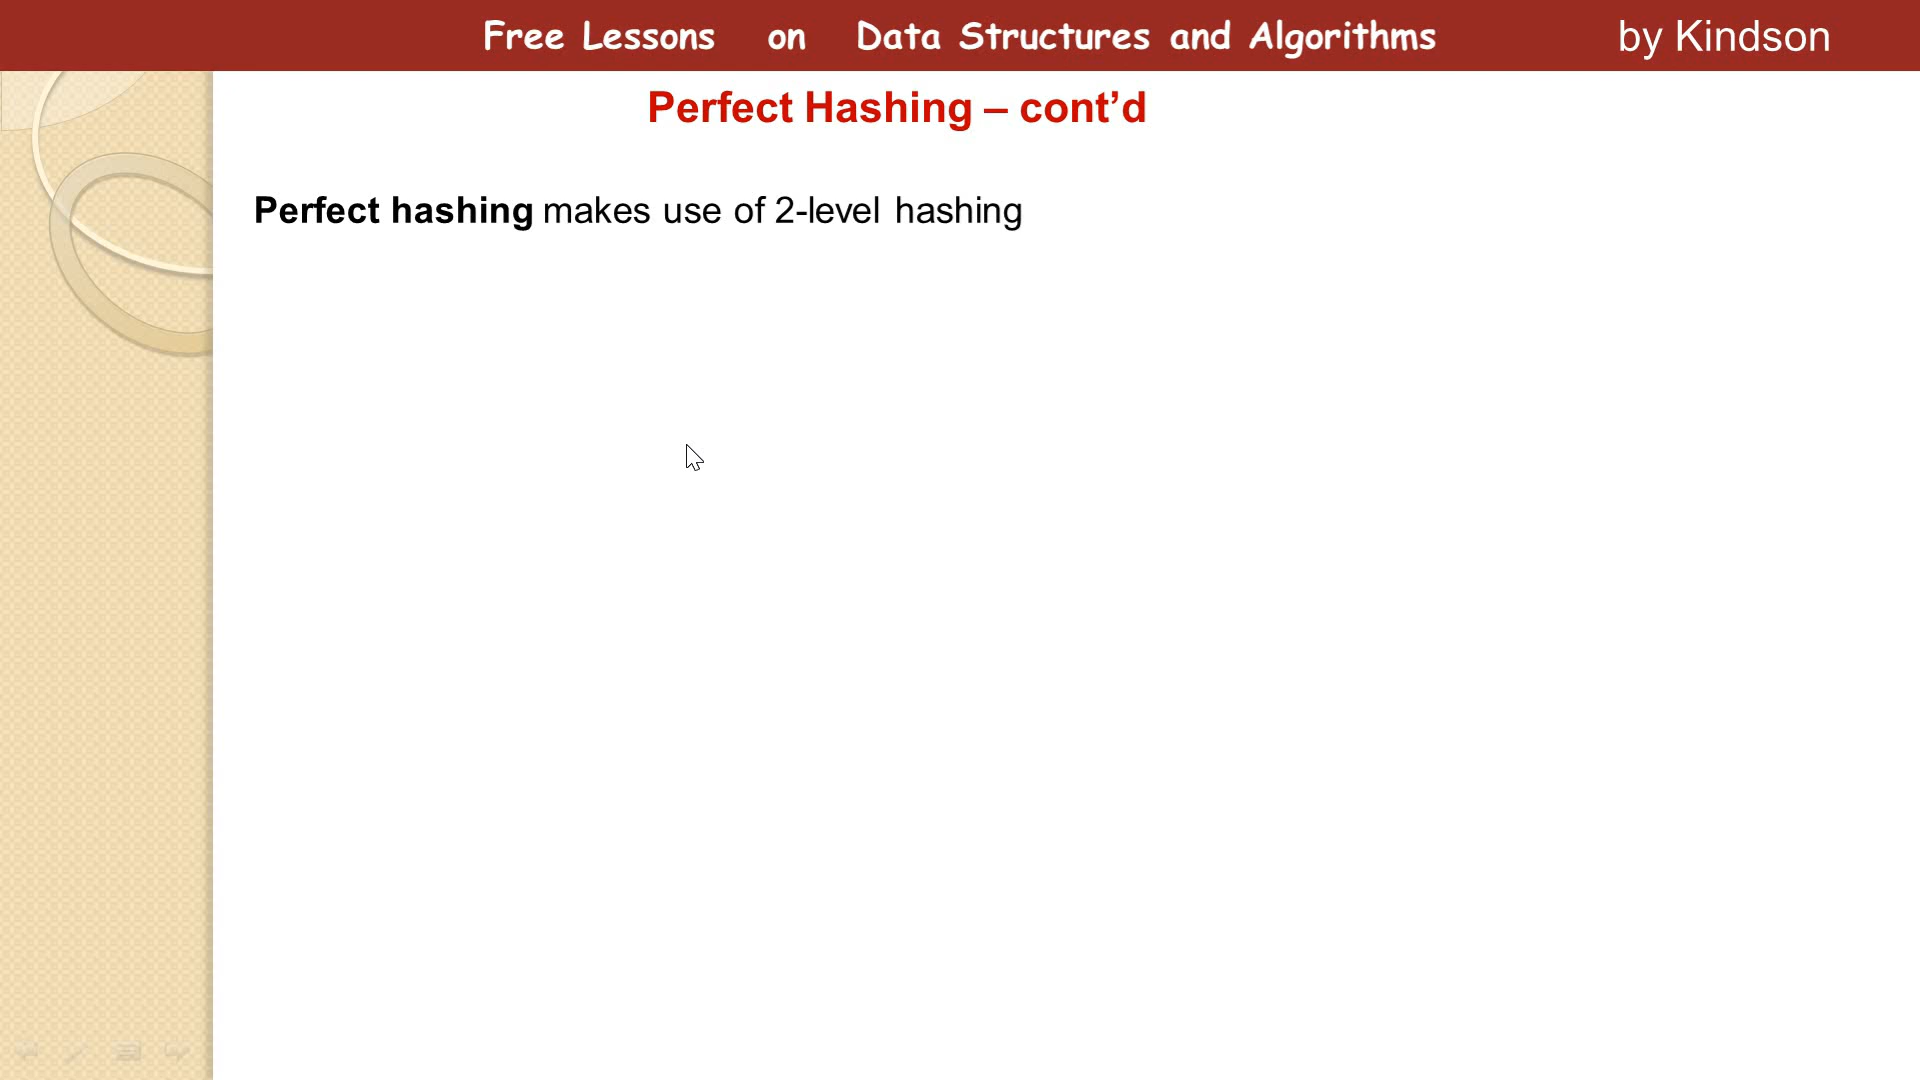 Free Lessons on Data Structures and Algorithms by Kindson
Perfect Hashing – cont’d
Perfect hashing makes use of 2-level hashing